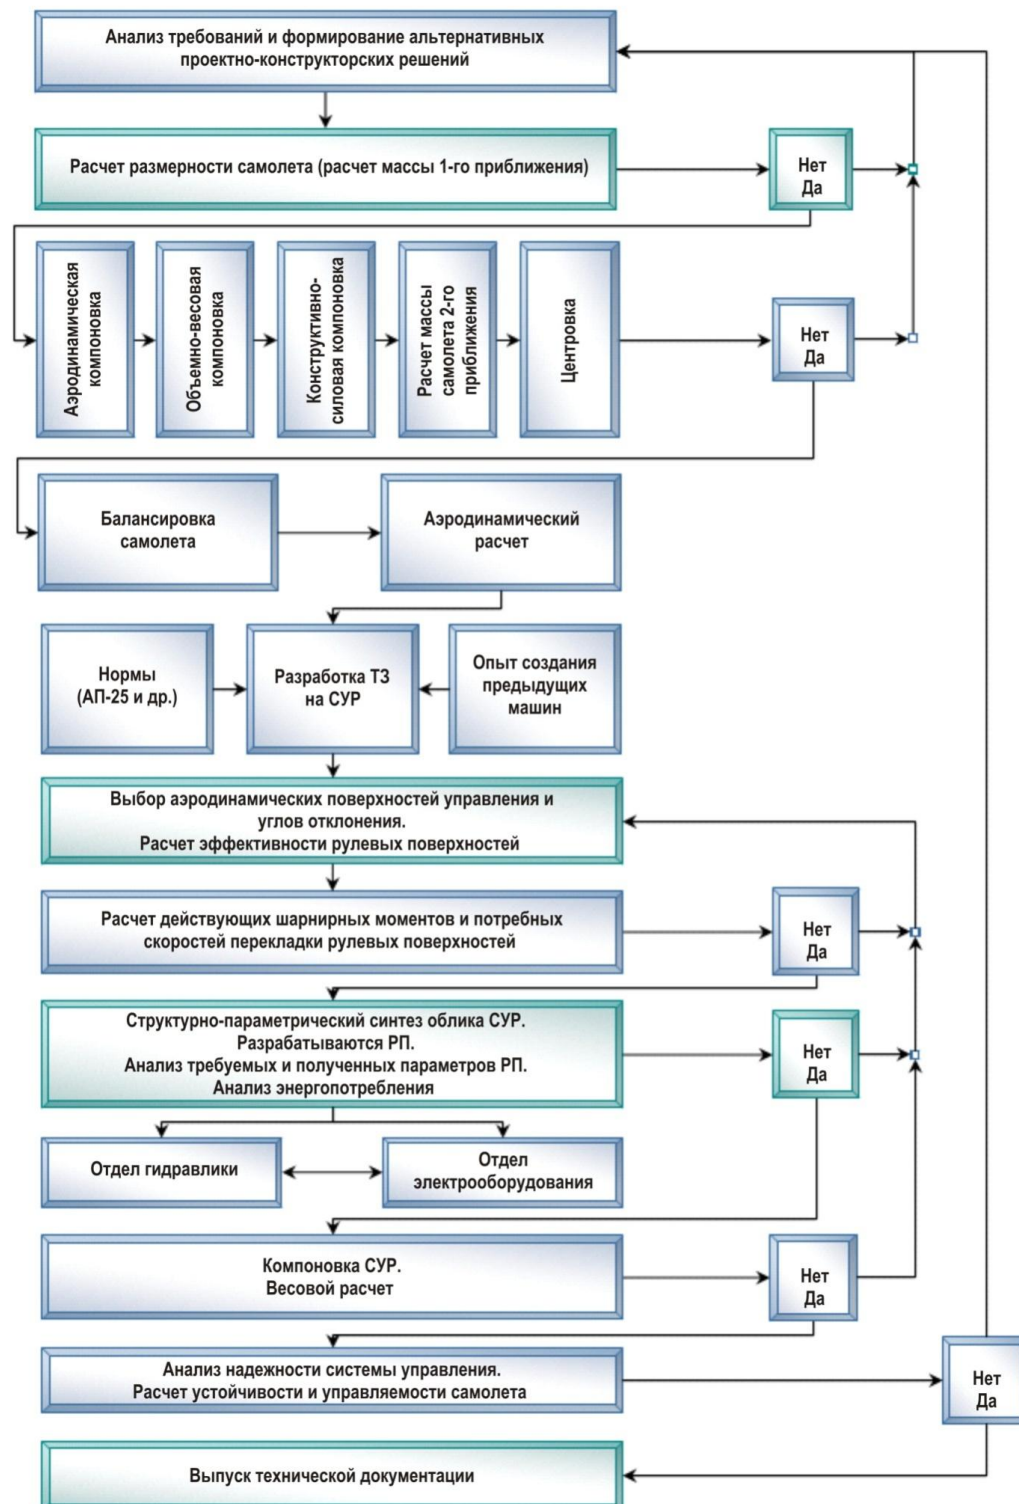 Анализ требований и формирование альтернативных
проектно-конструкторских решений
Расчет размерности самолета (расчет массы 1-го приближения)
Нет
Да
Аэродинамическая
компоновка
Объемно-весовая
компоновка
Конструктивно-
силовая компоновка
Расчет массы
самолета 2-го
приближения
Центровка
Нет
Да
Балансировка
самолета
Аэродинамический
расчет
Нормы
(АП-25 и др.)
Разработка ТЗ
на СУР
Опыт создания
предыдущих
машин
Выбор аэродинамических поверхностей управления и
углов отклонения.
Расчет эффективности рулевых поверхностей
Расчет действующих шарнирных моментов и потребных
скоростей перекладки рулевых поверхностей
Нет
Да
Структурно-параметрический синтез облика СУР.
Разрабатываются РП.
Анализ требуемых и полученных параметров РП.
Анализ энергопотребления
Нет
Да
Отдел гидравлики
Отдел
электрооборудования
Компоновка СУР.
Весовой расчет
Нет
Да
Анализ надежности системы управления.
Расчет устойчивости и управляемости самолета
Нет
Да
Выпуск технической документации